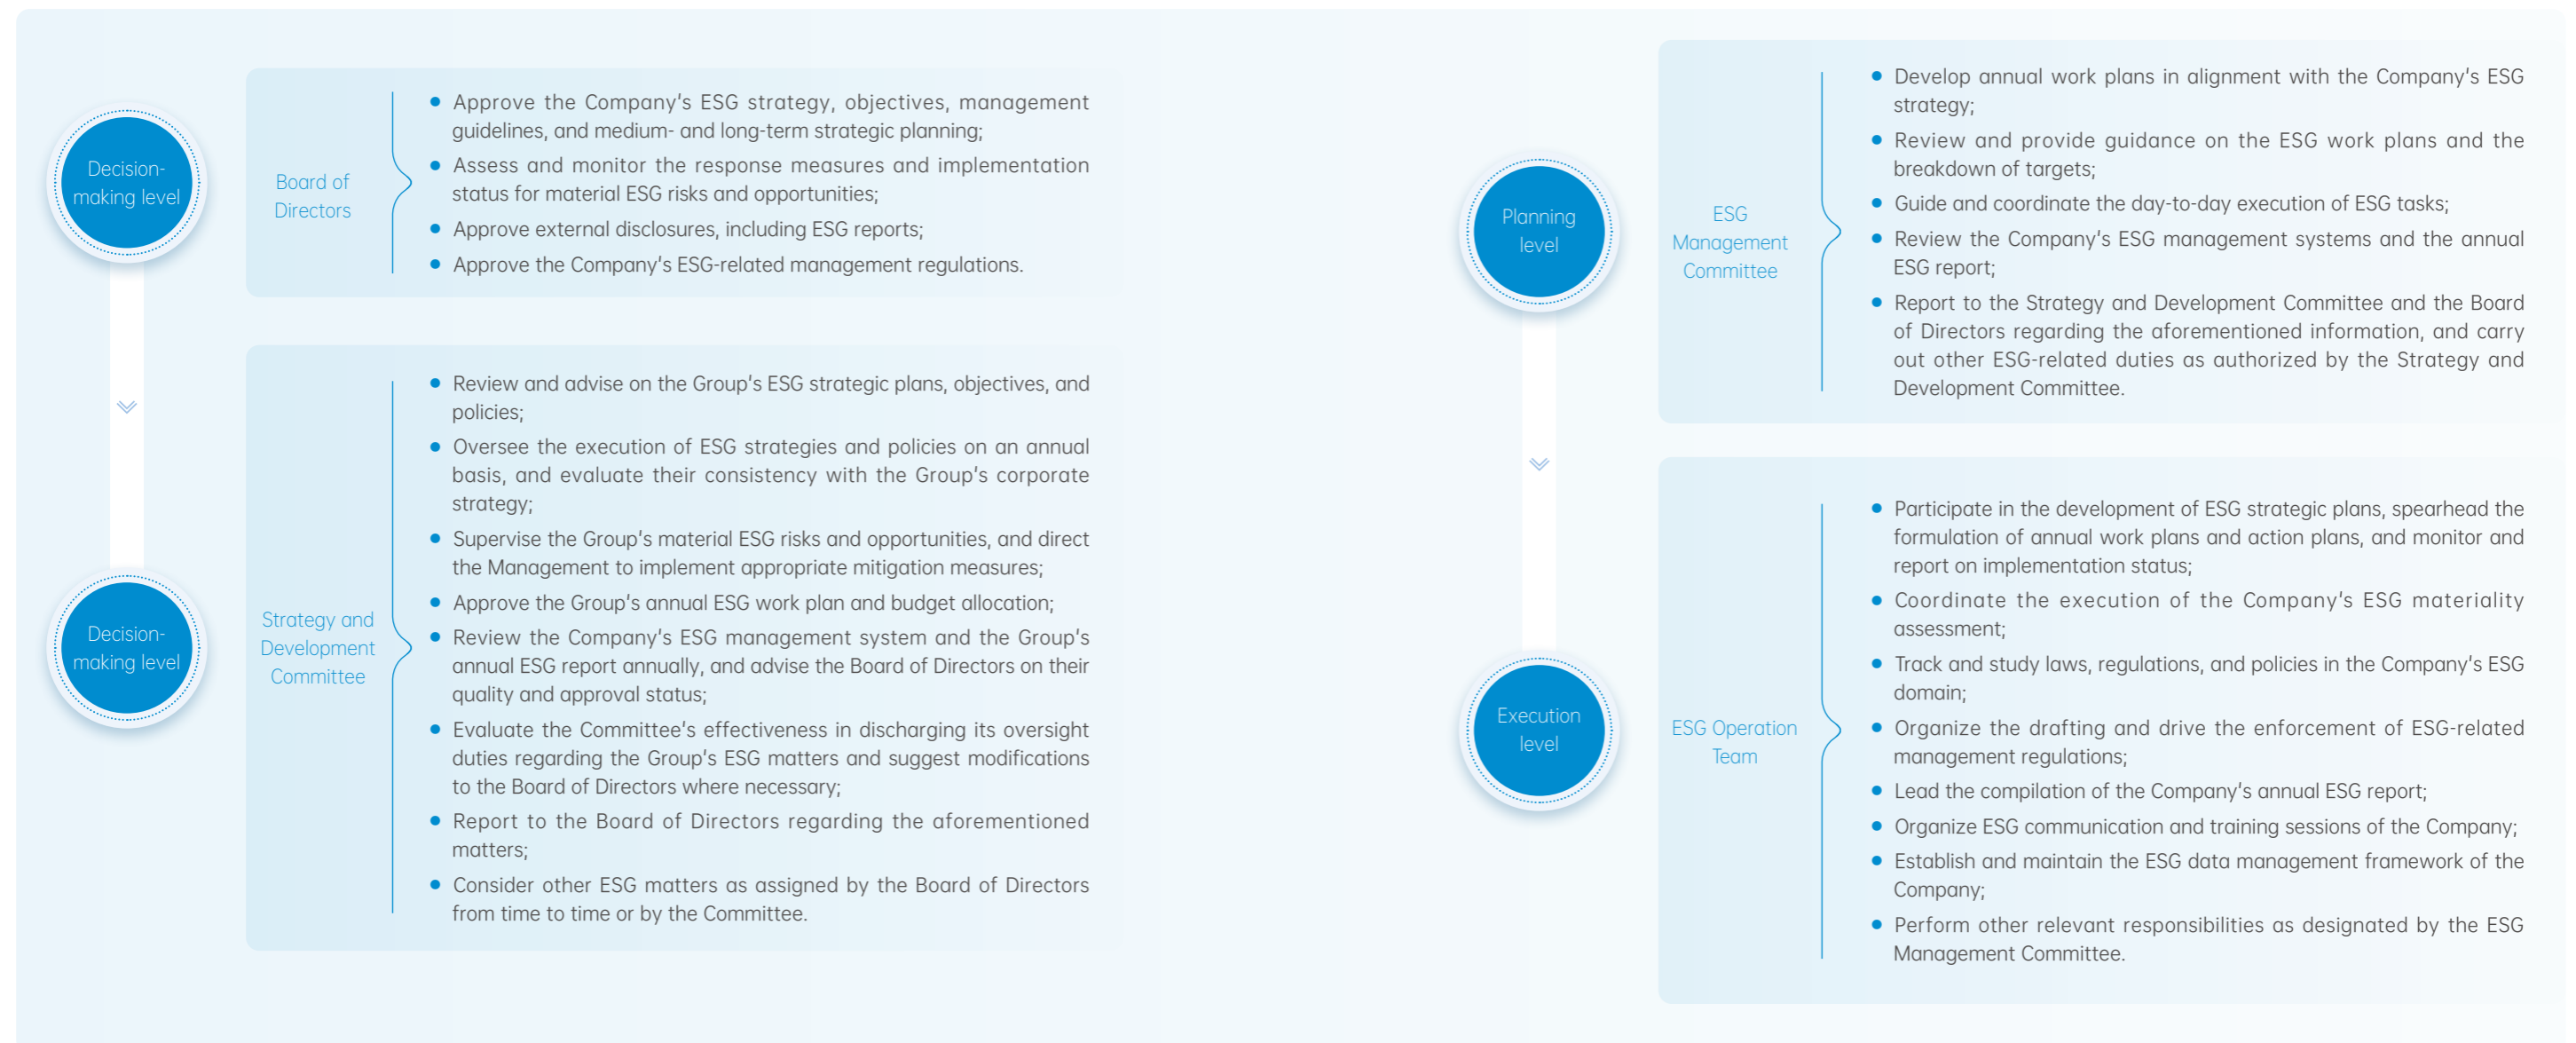 Decision-
making level
Board of
Directors
Approve the Company's ESG strategy, objectives, management
guidelines, and medium- and long-term strategic planning;
Assess and monitor the response measures and implementation
status for material ESG risks and opportunities;
Approve external disclosures, including ESG reports;
Approve the Company's ESG-related management regulations.
Decision-
making level
Strategy and
Development
Committee
Review and advise on the Group's ESG strategic plans, objectives, and
policies;
Oversee the execution of ESG strategies and policies on an annual
basis, and evaluate their consistency with the Group's corporate
strategy;
Supervise the Group's material ESG risks and opportunities, and direct
the Management to implement appropriate mitigation measures;
Approve the Group's annual ESG work plan and budget allocation;
Review the Company's ESG management system and the Group's
annual ESG report annually, and advise the Board of Directors on their
quality and approval status;
Evaluate the Committee's effectiveness in discharging its oversight
duties regarding the Group's ESG matters and suggest modifications
to the Board of Directors where necessary;
Report to the Board of Directors regarding the aforementioned
matters;
Consider other ESG matters as assigned by the Board of Directors
from time to time or by the Committee.
Planning
level
ESG
Management
Committee
Develop annual work plans in alignment with the Company's ESG
strategy;
Review and provide guidance on the ESG work plans and the
breakdown of targets;
Guide and coordinate the day-to-day execution of ESG tasks;
Review the Company's ESG management systems and the annual
ESG report;
Report to the Strategy and Development Committee and the Board
of Directors regarding the aforementioned information, and carry
out other ESG-related duties as authorized by the Strategy and
Development Committee.
Execution
level
ESG Operation
Team
Participate in the development of ESG strategic plans, spearhead the
formulation of annual work plans and action plans, and monitor and
report on implementation status;
Coordinate the execution of the Company's ESG materiality
assessment;
Track and study laws, regulations, and policies in the Company's ESG
domain;
Organize the drafting and drive the enforcement of ESG-related
management regulations;
Lead the compilation of the Company's annual ESG report;
Organize ESG communication and training sessions of the Company;
Establish and maintain the ESG data management framework of the
Company;
Perform other relevant responsibilities as designated by the ESG
Management Committee.